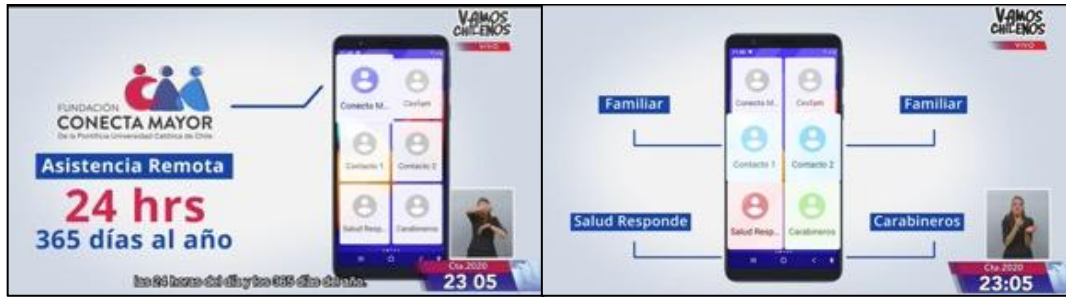 VAMOS
CHILENOS
VIVO
FUNDACIÓN
CONECTA MAYOR
De la Pontificia Universidad Católica de Chile
Asistencia Remota
24 hrs
365 días al año
Conecta M...
Cesfam
Contacto 1
Contacto 2
Salud Resp...
Carabineros
las 24 horas del día y los 365 días del año.
Cta.2020
23 05
VAMOS
CHILENOS
VIVO
Familiar
Familiar
Salud Responde
Carabineros
Conecta M...
Cesfam
Contacto 1
Contacto 2
Salud Resp...
Carabineros
Cta.2020
23:05